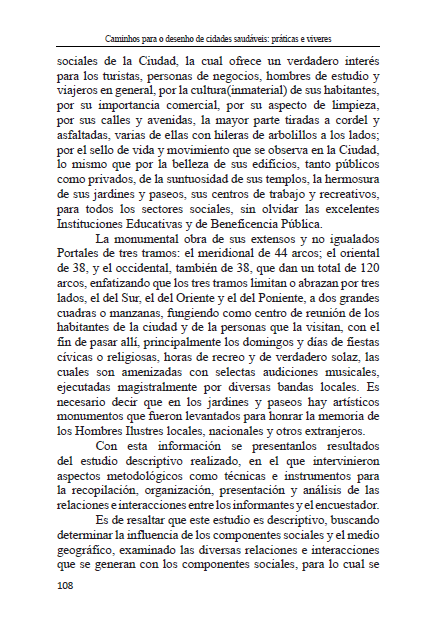 Caminhos para o desenho de cidades saudáveis: práticas e viveres
sociales de la Ciudad, la cual ofrece un verdadero interés
para los turistas, personas de negocios, hombres de estudio y
viajeros en general, por la cultura(inmaterial) de sus habitantes,
por su importancia comercial, por su aspecto de limpieza,
por sus calles y avenidas, la mayor parte tiradas a cordel y
asfaltadas, varias de ellas con hileras de arbolillos a los lados;
por el sello de vida y movimiento que se observa en la Ciudad,
lo mismo que por la belleza de sus edificios, tanto públicos
como privados, de la suntuosidad de sus templos, la hermosura
de sus jardines y paseos, sus centros de trabajo y recreativos,
para todos los sectores sociales, sin olvidar las excelentes
Instituciones Educativas y de Beneficencia Pública.
La monumental obra de sus extensos y no igualados
Portales de tres tramos: el meridional de 44 arcos; el oriental
de 38, y el occidental, también de 38, que dan un total de 120
arcos, enfatizando que los tres tramos limitan o abrazan por tres
lados, el del Sur, el del Oriente y el del Poniente, a dos grandes
cuadras o manzanas, fungiendo como centro de reunión de los
habitantes de la ciudad y de la personas que la visitan, con el
fin de pasar allí, principalmente los domingos y días de fiestas
cívicas o religiosas, horas de recreo y de verdadero solaz, las
cuales son amenizadas con selectas audiciones musicales,
ejecutadas magistralmente por diversas bandas locales. Es
necesario decir que en los jardines y paseos hay artísticos
monumentos que fueron levantados para honrar la memoria de
los Hombres Ilustres locales, nacionales y otros extranjeros.
Con esta información se presentanlos resultados
del estudio descriptivo realizado, en el que intervinieron
aspectos metodológicos como técnicas e instrumentos para
la recopilación, organización, presentación y análisis de las
relaciones e interacciones entre los informantes y el encuestador.
Es de resaltar que este estudio es descriptivo, buscando
determinar la influencia de los componentes sociales y el medio
geográfico, examinado las diversas relaciones e interacciones
que se generan con los componentes sociales, para lo cual se
108